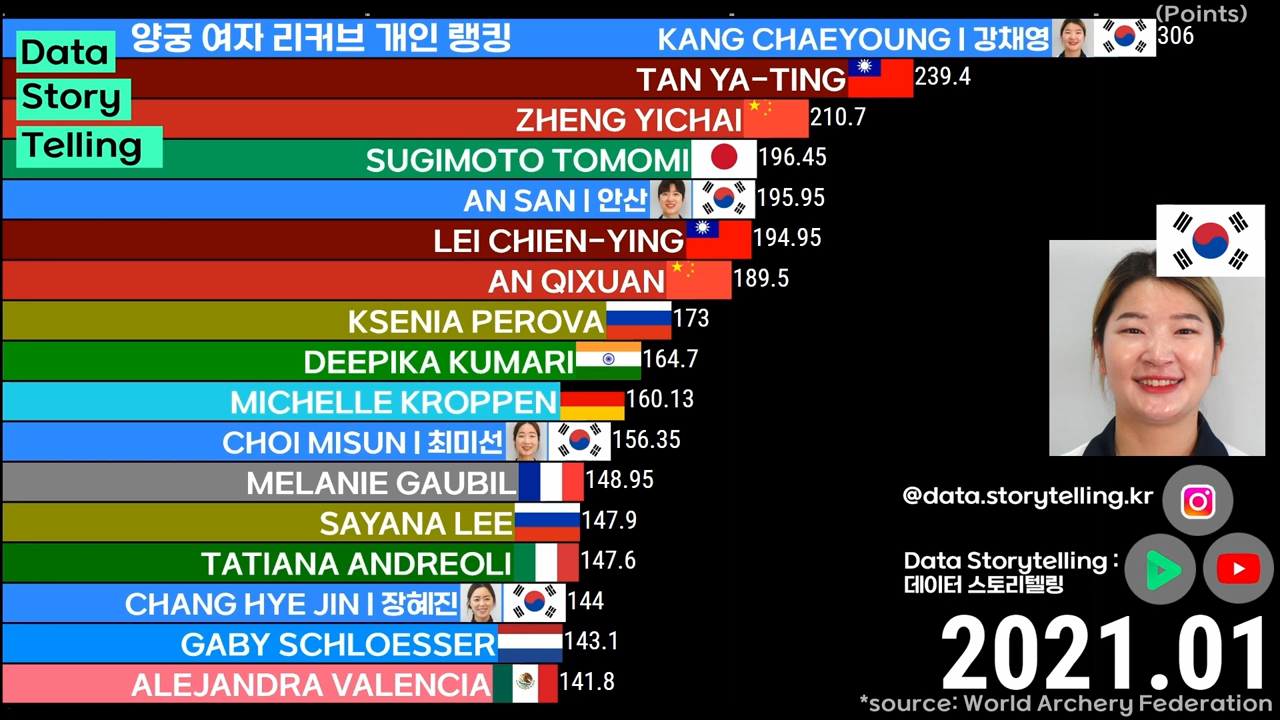 (Points)
양궁 여자 리커브 개인 랭킹
KANG CHAEYOUNG | 강채영 306
Data
Story
Telling
TAN YA-TING 239.4
ZHENG YICHAI 210.7
SUGIMOTO TOMOMI 196.45
AN SAN | 안산 195.95
LEI CHIEN-YING 194.95
AN QIXUAN 189.5
KSENIA PEROVA 173
DEEPIKA KUMARI 164.7
MICHELLE KROPPEN 160.13
CHOI MISUN | 최미선 156.35
MELANIE GAUBIL 148.95
SAYANA LEE 147.9
TATIANA ANDREOLI 147.6
CHANG HYE JIN | 장혜진 144
GABY SCHLOESSER 143.1
ALEJANDRA VALENCIA 141.8
@data.storytelling.kr
Data Storytelling :
데이터 스토리텔링
2021.01
*source: World Archery Federation